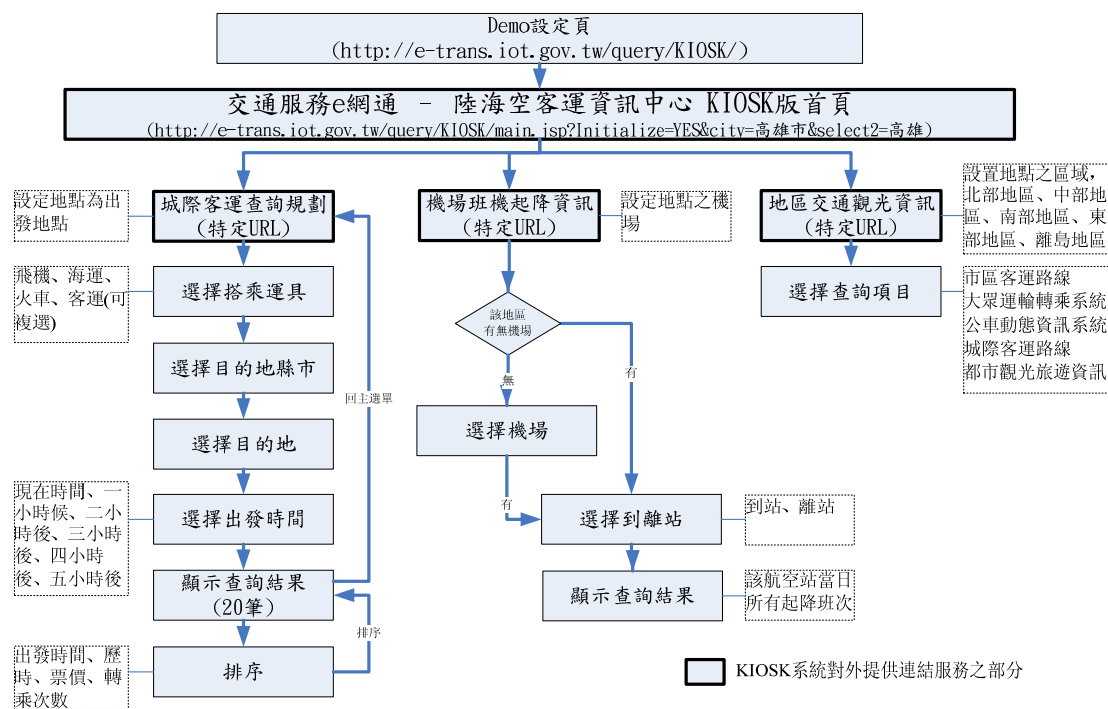 Demo設定頁
(http://e-trans.iot.gov.tw/query/KIOSK/)
交通服務e網通 – 陸海空客運資訊中心 KIOSK版首頁
(http://e-trans.iot.gov.tw/query/KIOSK/main.jsp?Initialize=YES&city=高雄市&select2=高雄)
設定地點為出
發地點
城際客運查詢規劃
(特定URL)
飛機、海運、
火車、客運(可
複選)
選擇搭乘運具
選擇目的地縣市
選擇目的地
現在時間、一
小時候、二小
時後、三小時
後、四小時
後、五小時後
選擇出發時間
顯示查詢結果
(20筆)
出發時間、歷
時、票價、轉
乘次數
排序
排序
回主選單
機場班機起降資訊
(特定URL)
設定地點之機
場
該地區
有無機場
無
有
選擇機場
有
選擇到離站
到站、離站
顯示查詢結果
該航空站當日
所有起降班次
地區交通觀光資訊
(特定URL)
設置地點之區域，
北部地區、中部地
區、南部地區、東
部地區、離島地區
選擇查詢項目
市區客運路線
大眾運輸轉乘系統
公車動態資訊系統
城際客運路線
都市觀光旅遊資訊
KIOSK系統對外提供連結服務之部分